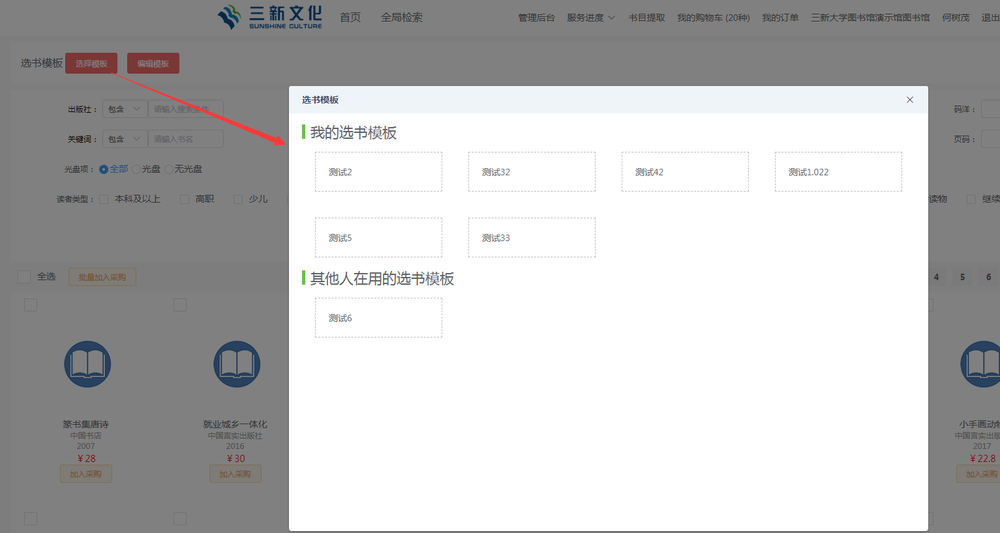 三新文化
SUNSHINE CULTURE
首页 全局检索 管理后台 服务进度 书目提取 我的购物车 (20种) 我的订单 三新大学图书馆演示馆图书馆 何树茂 退出
选书模板 选择模板 编辑模板
选书模板
出版社： 包含 请输入搜索条件 码洋：
我的选书模板
关键词： 包含 请输入书名 页码：
测试2 测试32 测试42 测试1.022
光盘项： 全部 光盘 无光盘
读者类型： 本科及以上 高职 少儿 读物 继续
测试5 测试33
全选 批量加入采购 4 5 6
其他人在用的选书模板
测试6
篆书集唐诗 就业城乡一体化 小手画动物
中国书店 中国言实出版社 中国言实出版
2007 2016 2017
¥ 28 ¥ 30 ¥ 22.8
加入采购 加入采购 加入采购